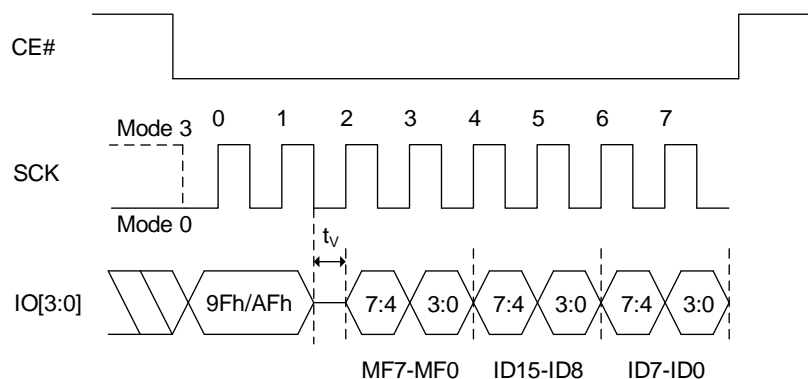 CE#
0 1 2 3 4 5 6 7
Mode 3
SCK
Mode 0
tV
IO[3:0] 9Fh/AFh 7:4 3:0 7:4 3:0 7:4 3:0
MF7-MF0 ID15-ID8 ID7-ID0